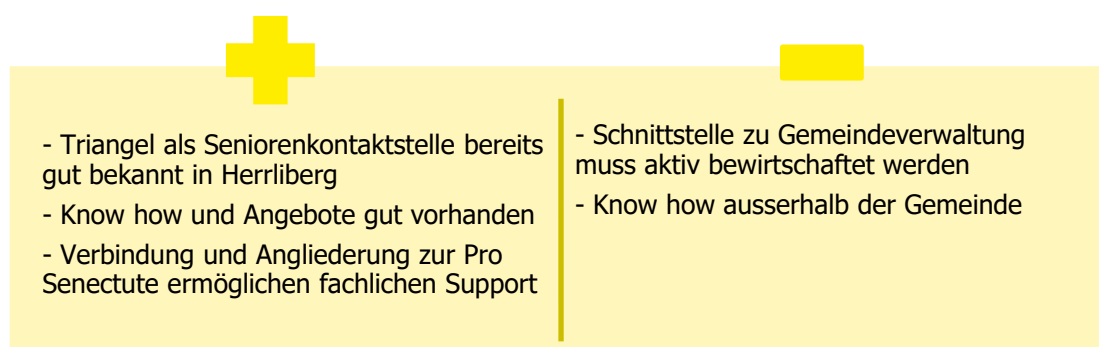 - Triangel als Seniorenkontaktstelle bereits
gut bekannt in Herrliberg
- Know how und Angebote gut vorhanden
- Verbindung und Angliederung zur Pro
Senectute ermöglichen fachlichen Support
- Schnittstelle zu Gemeindeverwaltung
muss aktiv bewirtschaftet werden
- Know how ausserhalb der Gemeinde